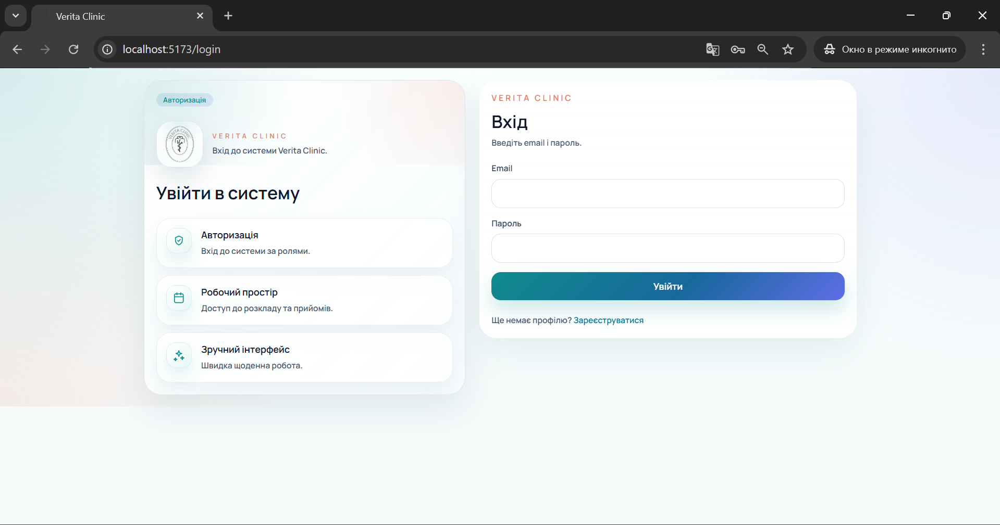 Verita Clinic
localhost:5173/login
Окно в режиме инкогнито
Авторизація
VERITA CLINIC
VERITA CLINIC
Вхід до системи Verita Clinic.
Увійти в систему
Авторизація
Вхід до системи за ролями.
Робочий простір
Доступ до розкладу та прийомів.
Зручний інтерфейс
Швидка щоденна робота.
VERITA CLINIC
Вхід
Введіть email і пароль.
Email
Пароль
Увійти
Ще немає профілю? Зареєструватися